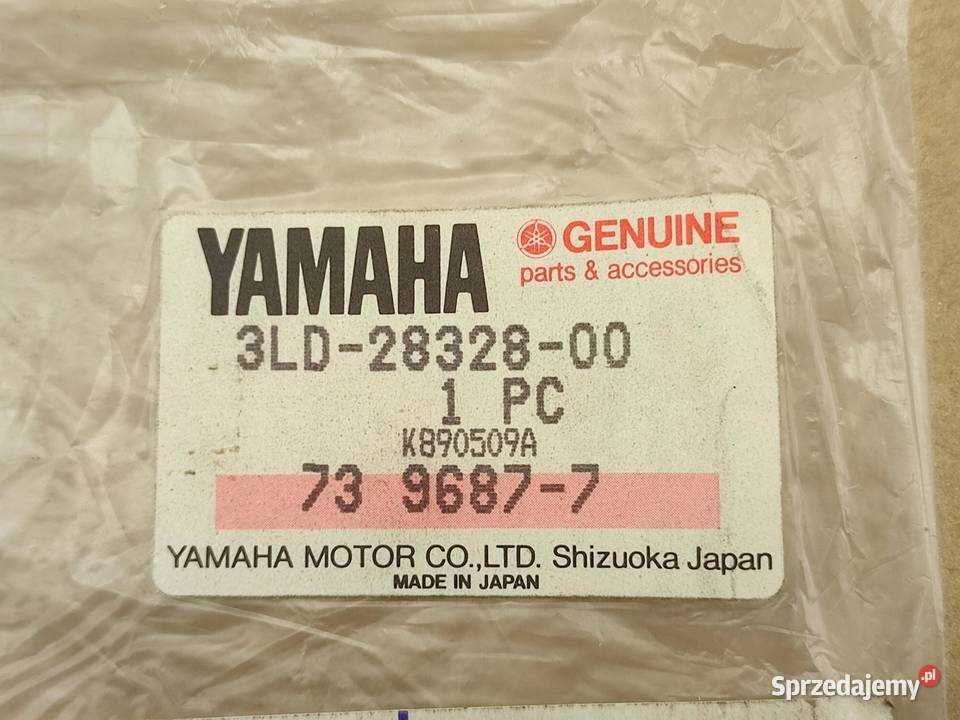 YAMAHA
GENUINE
parts & accessories
3LD-28328-00
1 PC
K890509A
73 9687-7
YAMAHA MOTOR CO.,LTD. Shizuoka Japan
MADE IN JAPAN
Sprzedajemy.pl